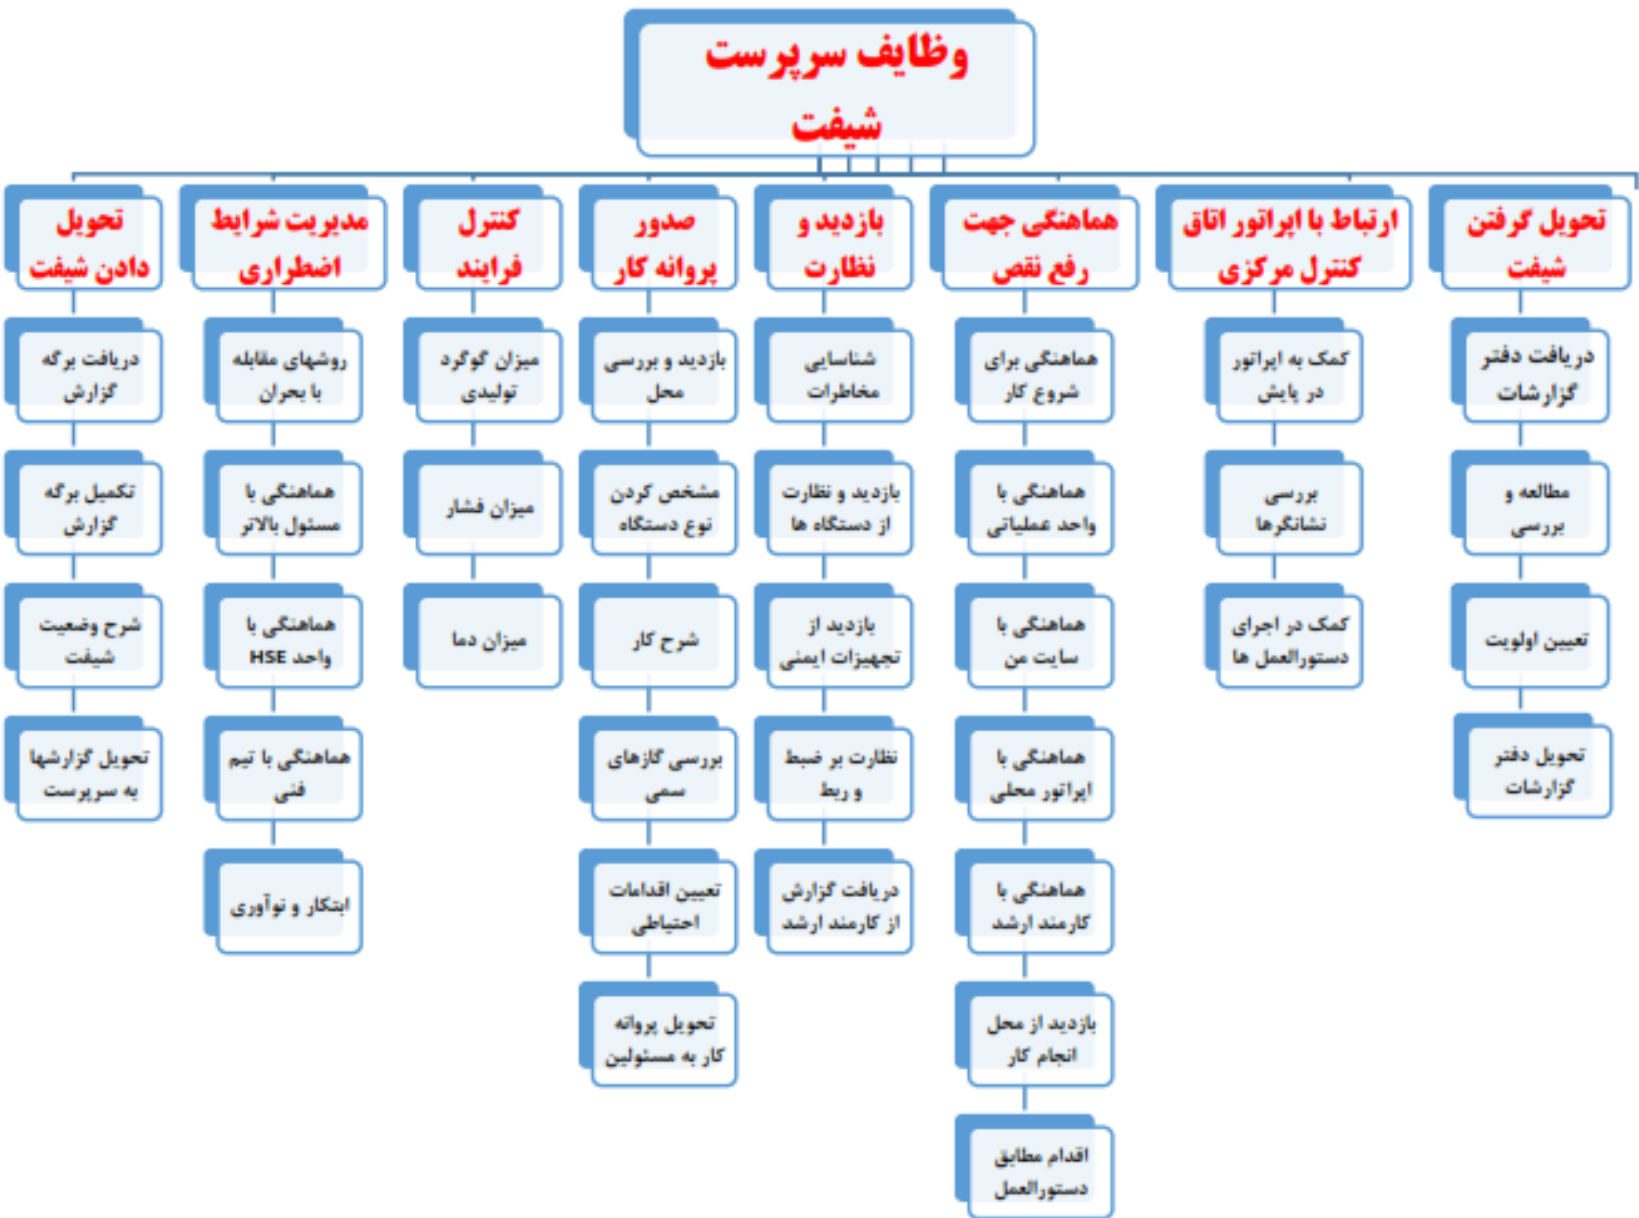 وظایف سرپرست
شیفت
تحویل گرفتن
شیفت
دریافت دفتر
گزارشات
مطالعه و
بررسی
تعیین اولویت
تحویل دفتر
گزارشات
ارتباط با اپراتور اتاق
کنترل مرکزی
کمک به اپراتور
در پایش
بررسی
نشانگرها
کمک در اجرای
دستورالعمل ها
هماهنگی جهت
رفع نقص
هماهنگی برای
شروع کار
هماهنگی با
واحد عملیاتی
هماهنگی با
سایت من
هماهنگی با
اپراتور محلی
هماهنگی با
کارمند ارشد
بازدید از محل
انجام کار
اقدام مطابق
دستورالعمل
بازدید و
نظارت
شناسایی
مخاطرات
بازدید و نظارت
از دستگاه ها
بازدید از
تجهیزات ایمنی
نظارت بر ضبط
و ربط
دریافت گزارش
از کارمند ارشد
صدور
پروانه کار
بازدید و بررسی
محل
مشخص کردن
نوع دستگاه
شرح کار
بررسی گازهای
سمی
تعیین اقدامات
احتیاطی
تحویل پروانه
کار به مسئولین
کنترل
فرایند
میزان گوگرد
تولیدی
میزان فشار
میزان دما
مدیریت شرایط
اضطراری
روشهای مقابله
با بحران
هماهنگی با
مسئول بالاتر
هماهنگی با
واحد HSE
هماهنگی با تیم
فنی
ابتکار و نوآوری
تحویل
دادن شیفت
دریافت برگه
گزارش
تکمیل برگه
گزارش
شرح وضعیت
شیفت
تحویل گزارشها
به سرپرست